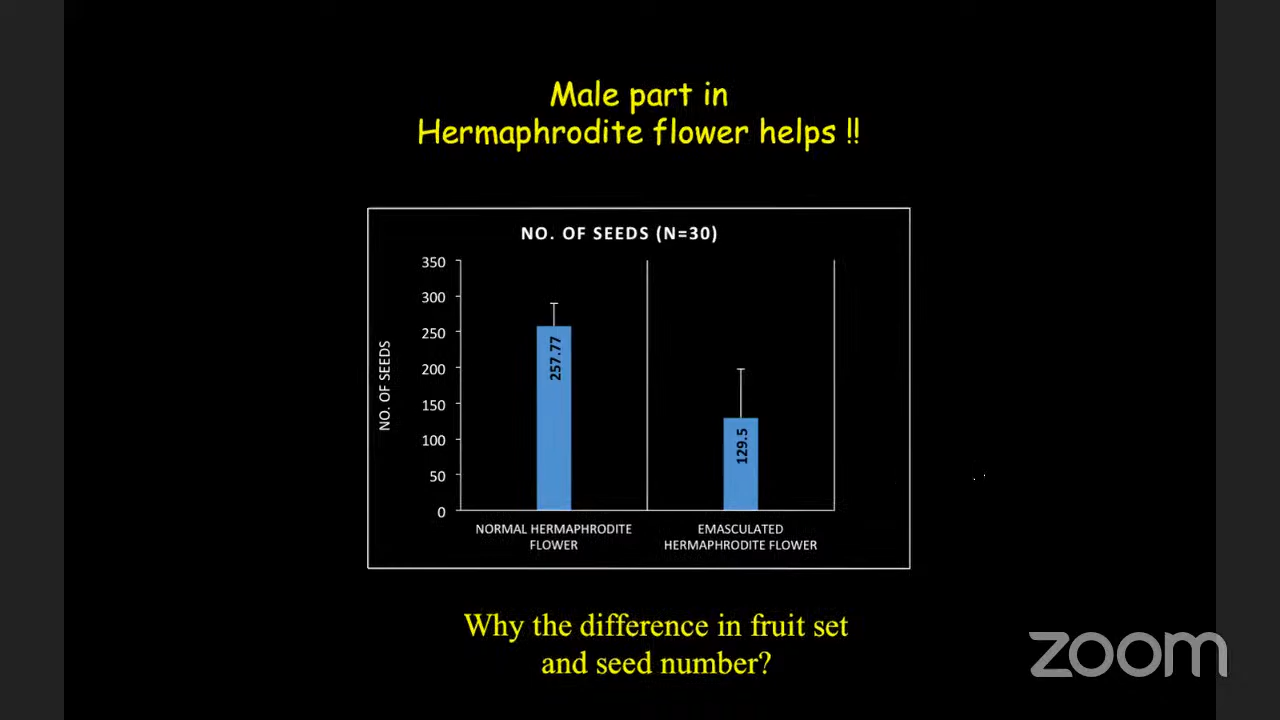 Male part in
Hermaphrodite flower helps !!
NO. OF SEEDS (N=30)
NO. OF SEEDS
350
300
250
200
150
100
50
0
257.77
129.5
NORMAL HERMAPHRODITE
FLOWER
EMASCULATED
HERMAPHRODITE FLOWER
Why the difference in fruit set
and seed number?
zoom